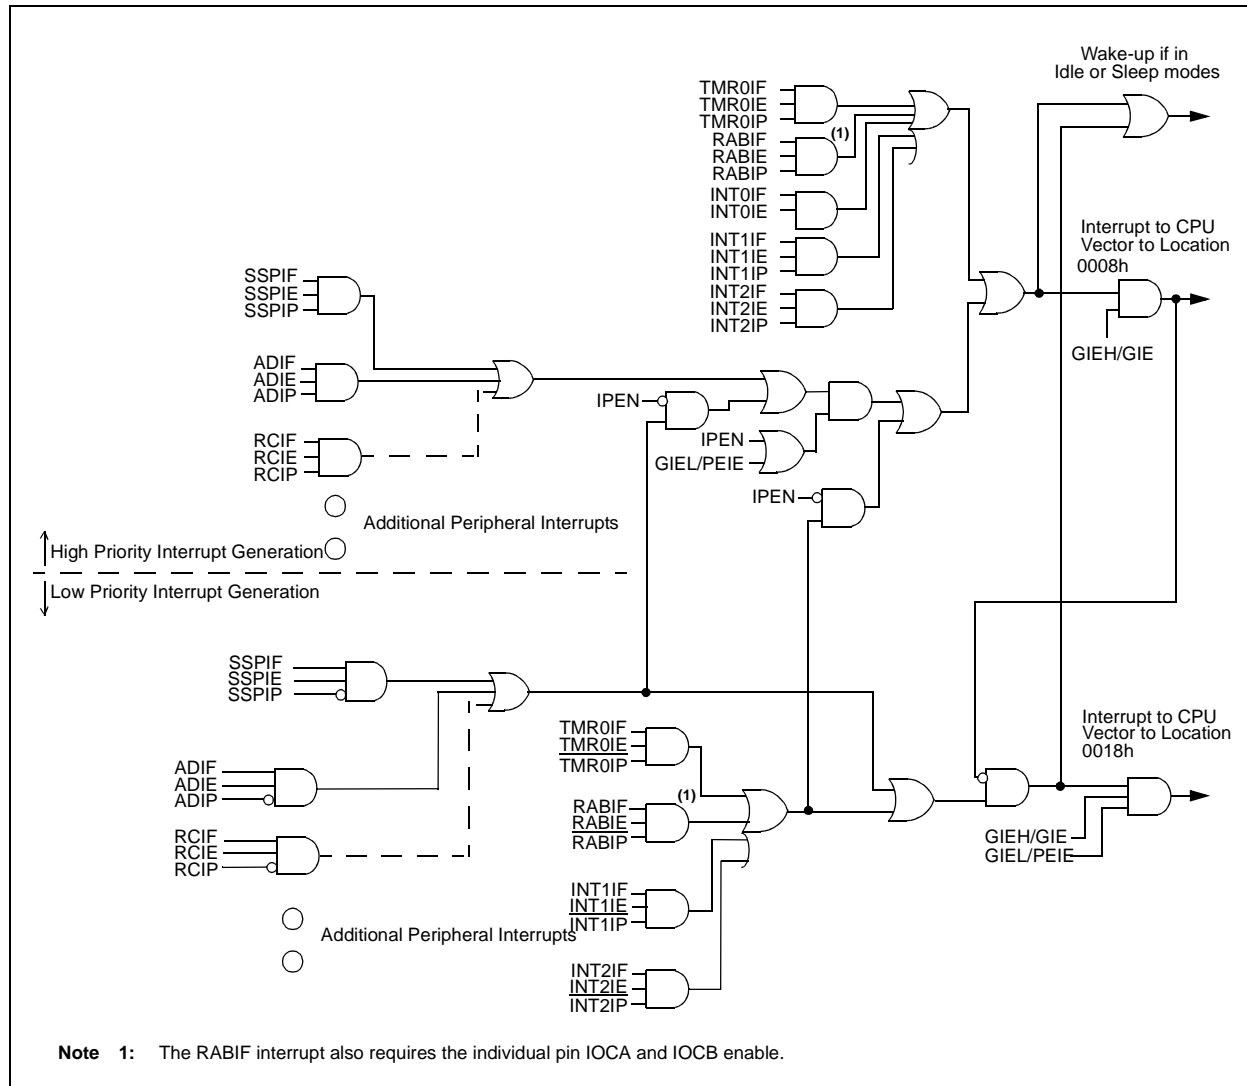 Wake-up if in
Idle or Sleep modes
TMR0IF
TMR0IE
TMR0IP
(1)
RABIF
RABIE
RABIP
INT0IF
INT0IE
INT1IF
INT1IE
INT1IP
INT2IF
INT2IE
INT2IP
Interrupt to CPU
Vector to Location
0008h
GIEH/GIE
SSPIF
SSPIE
SSPIP
ADIF
ADIE
ADIP
RCIF
RCIE
RCIP
IPEN
IPEN
GIEL/PEIE
IPEN
Additional Peripheral Interrupts
High Priority Interrupt Generation
Low Priority Interrupt Generation
SSPIF
SSPIE
SSPIP
ADIF
ADIE
ADIP
RCIF
RCIE
RCIP
Additional Peripheral Interrupts
TMR0IF
TMR0IE
TMR0IP
(1)
RABIF
RABIE
RABIP
INT1IF
INT1IE
INT1IP
INT2IF
INT2IE
INT2IP
Interrupt to CPU
Vector to Location
0018h
GIEH/GIE
GIEL/PEIE
Note 1: The RABIF interrupt also requires the individual pin IOCA and IOCB enable.